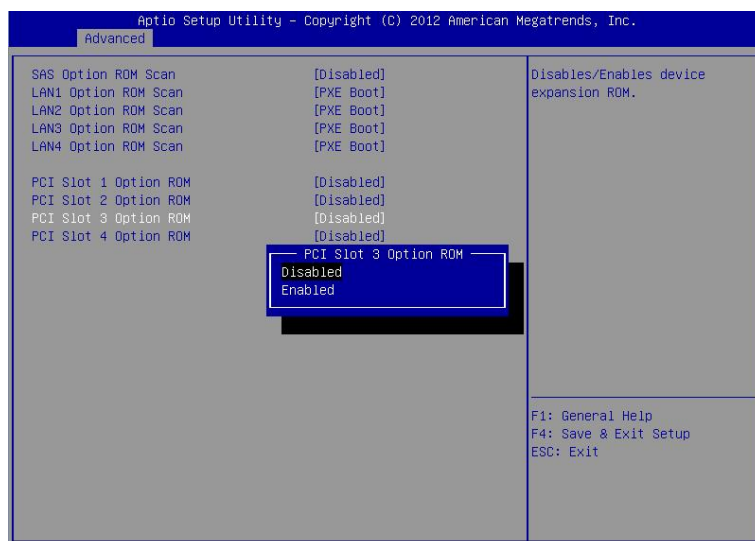 Aptio Setup Utility – Copyright (C) 2012 American Megatrends, Inc.
Advanced
SAS Option ROM Scan [Disabled]
LAN1 Option ROM Scan [PXE Boot]
LAN2 Option ROM Scan [PXE Boot]
LAN3 Option ROM Scan [PXE Boot]
LAN4 Option ROM Scan [PXE Boot]
PCI Slot 1 Option ROM [Disabled]
PCI Slot 2 Option ROM [Disabled]
PCI Slot 3 Option ROM [Disabled]
PCI Slot 4 Option ROM [Disabled]
PCI Slot 3 Option ROM
Disabled
Enabled
Disables/Enables device
expansion ROM.
F1: General Help
F4: Save & Exit Setup
ESC: Exit